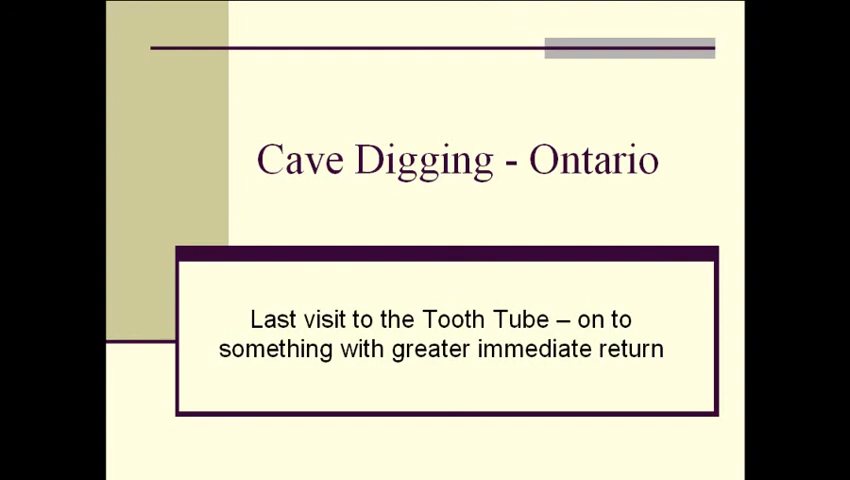 Cave Digging - Ontario
Last visit to the Tooth Tube – on to
something with greater immediate return